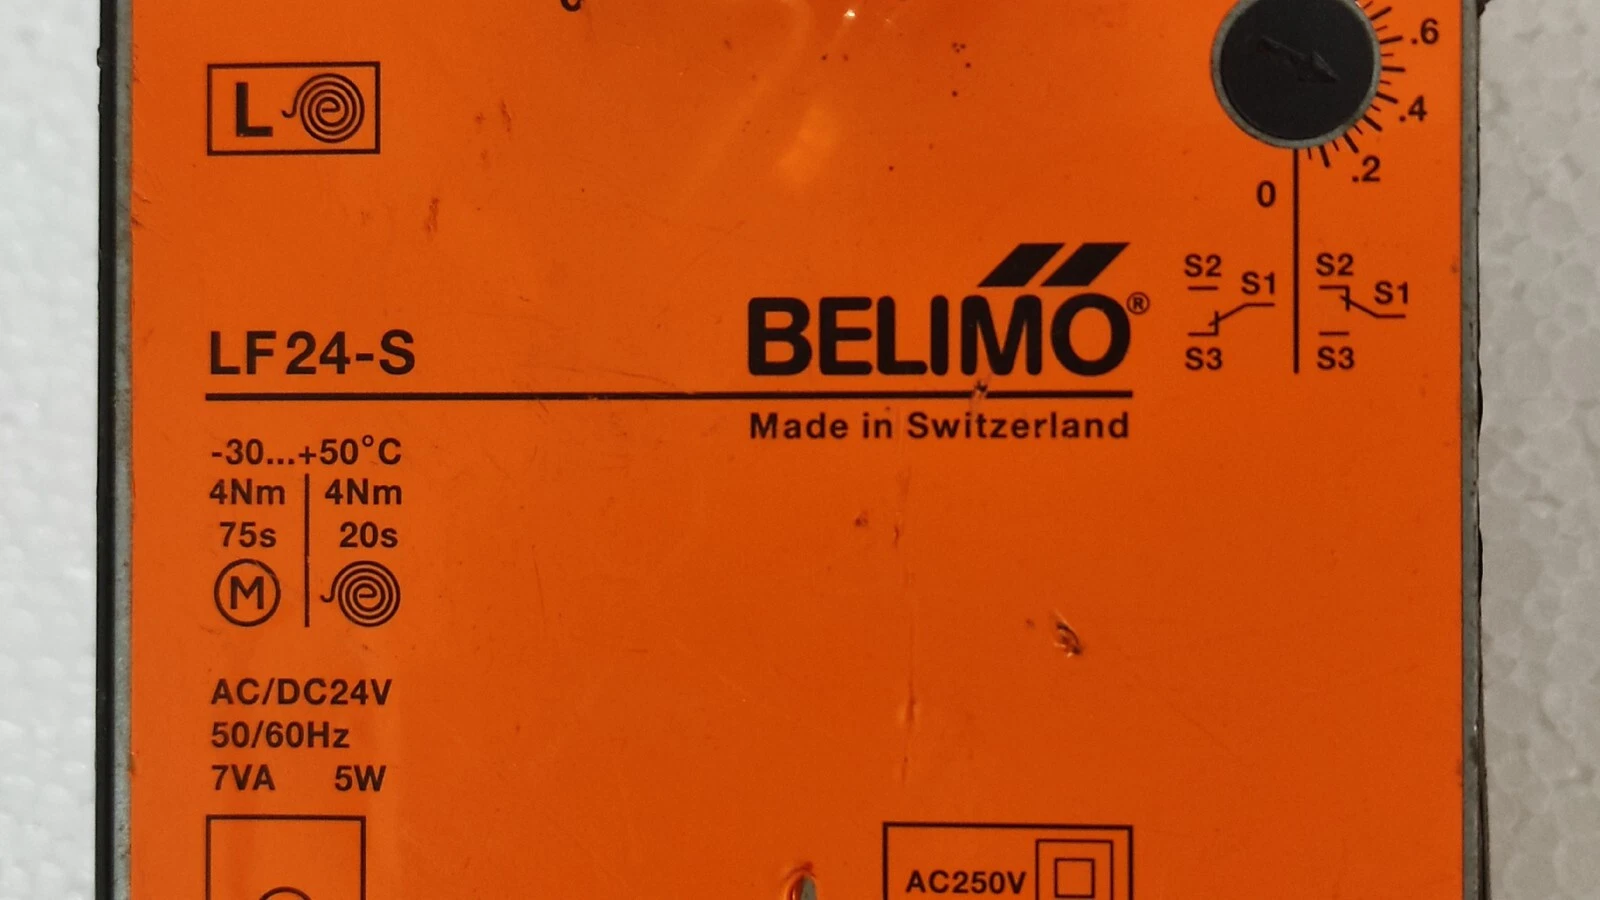 .6
.4
.2
0
L
S2
S1
S3
S2
S1
S3
LF24-S
BELIMO®
Made in Switzerland
-30...+50°C
4Nm 4Nm
75s 20s
M
AC/DC24V
50/60Hz
7VA 5W
AC250V